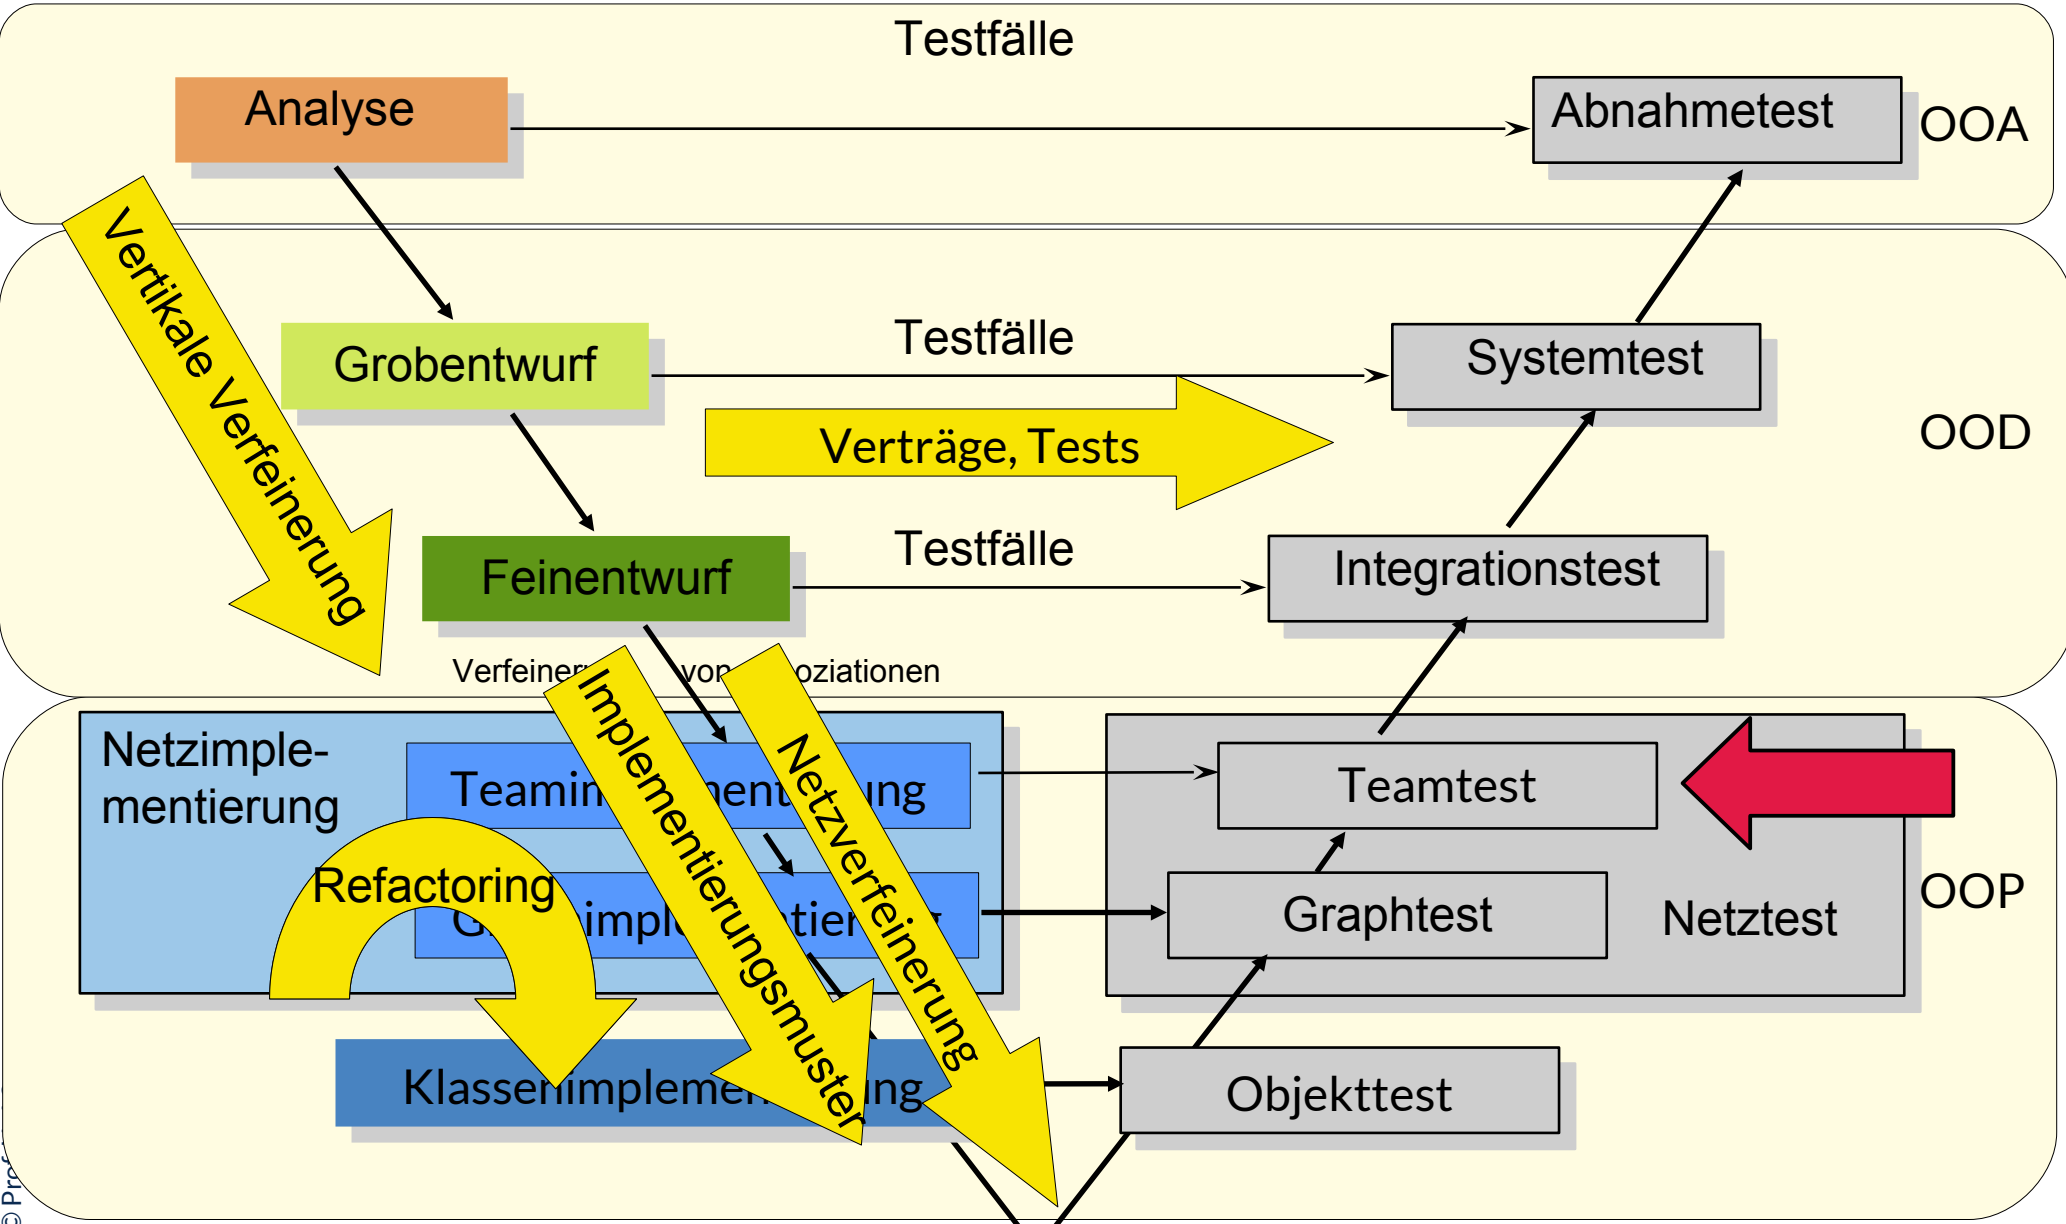 Testfälle
Analyse
Abnahmetest
OOA
Vertikale Verfeinerung
Testfälle
Grobentwurf
Systemtest
Verträge, Tests
OOD
Testfälle
Feinentwurf
Integrationstest
von
Implementierungsmuster
Netzverfeinerung
Netzimple-
mentierung
Teamtest
Refactoring
Graphtest
Netztest
OOP
Objekttest
©